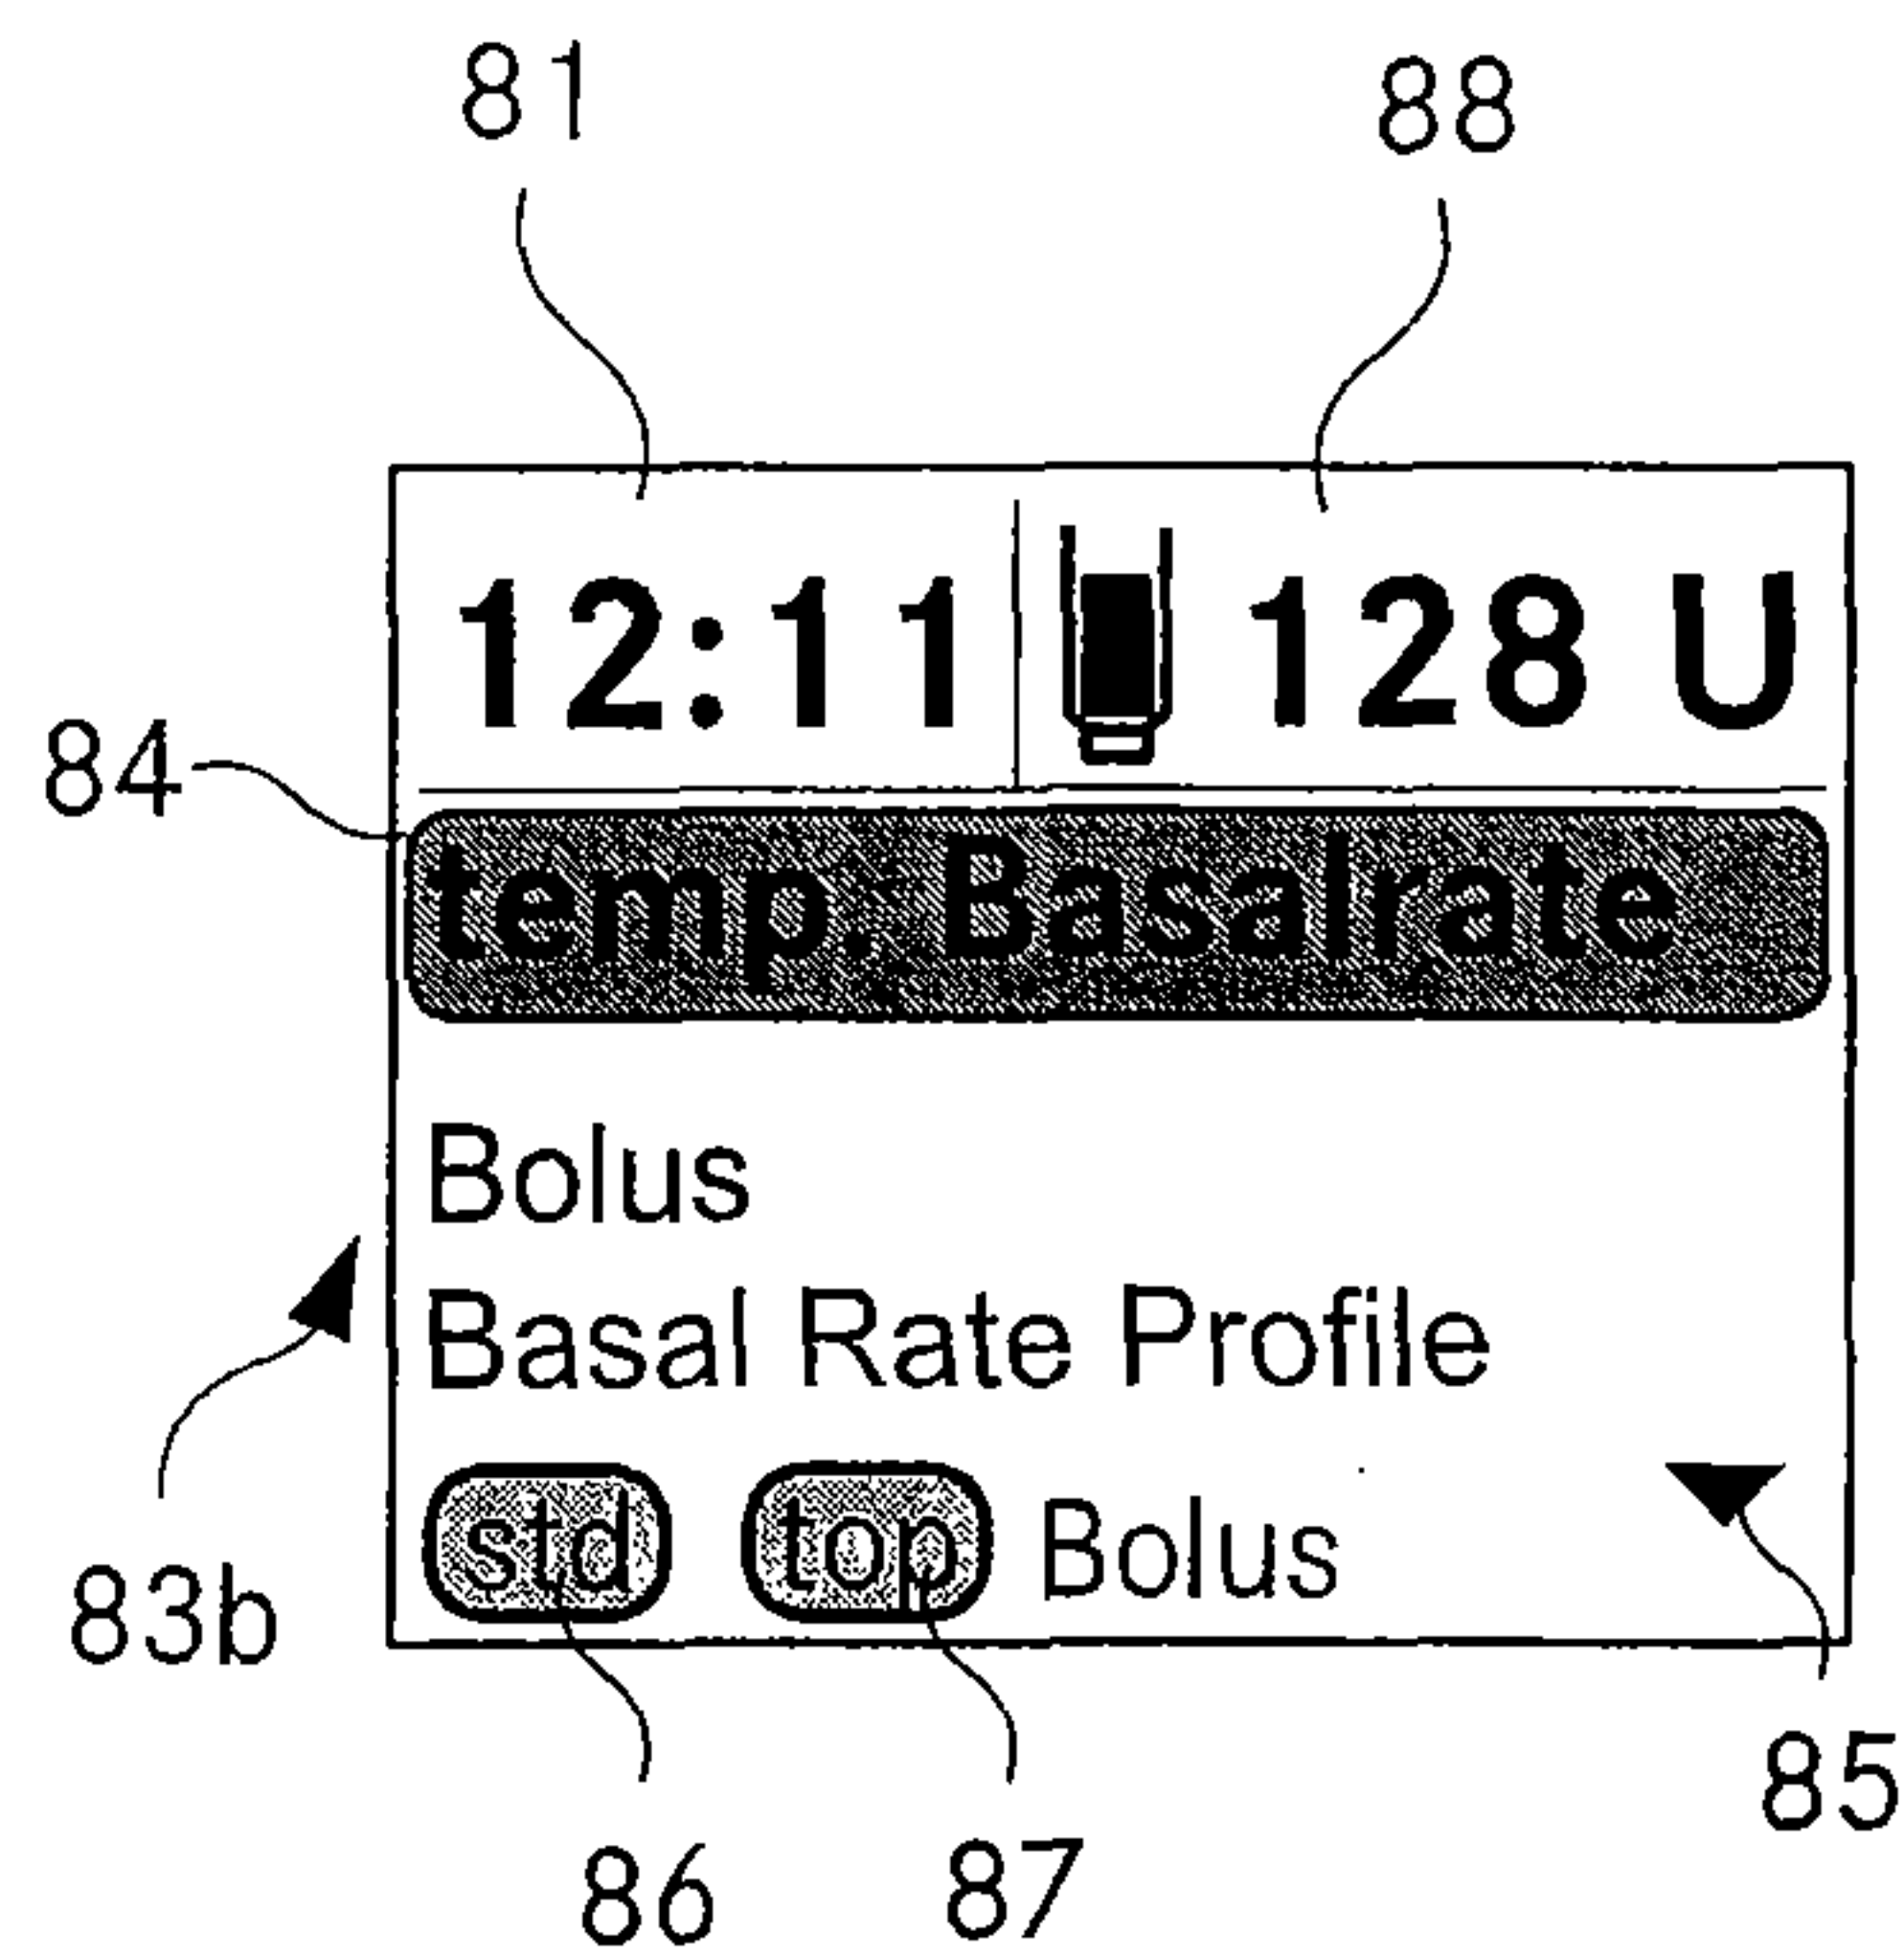 81 88
12:11 128 U
84
temp. Basalrate
Bolus
Basal Rate Profile
std top Bolus
83b
85
86 87